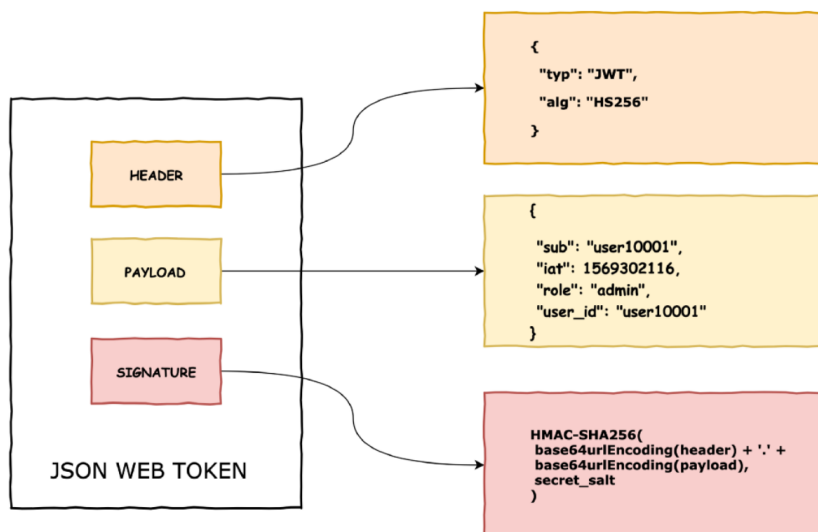 HEADER
PAYLOAD
SIGNATURE
JSON WEB TOKEN
{
"typ": "JWT",
"alg": "HS256"
}
{
"sub": "user10001",
"iat": 1569302116,
"role": "admin",
"user_id": "user10001"
}
HMAC-SHA256(
base64urlEncoding(header) + '.' +
base64urlEncoding(payload),
secret_salt
)